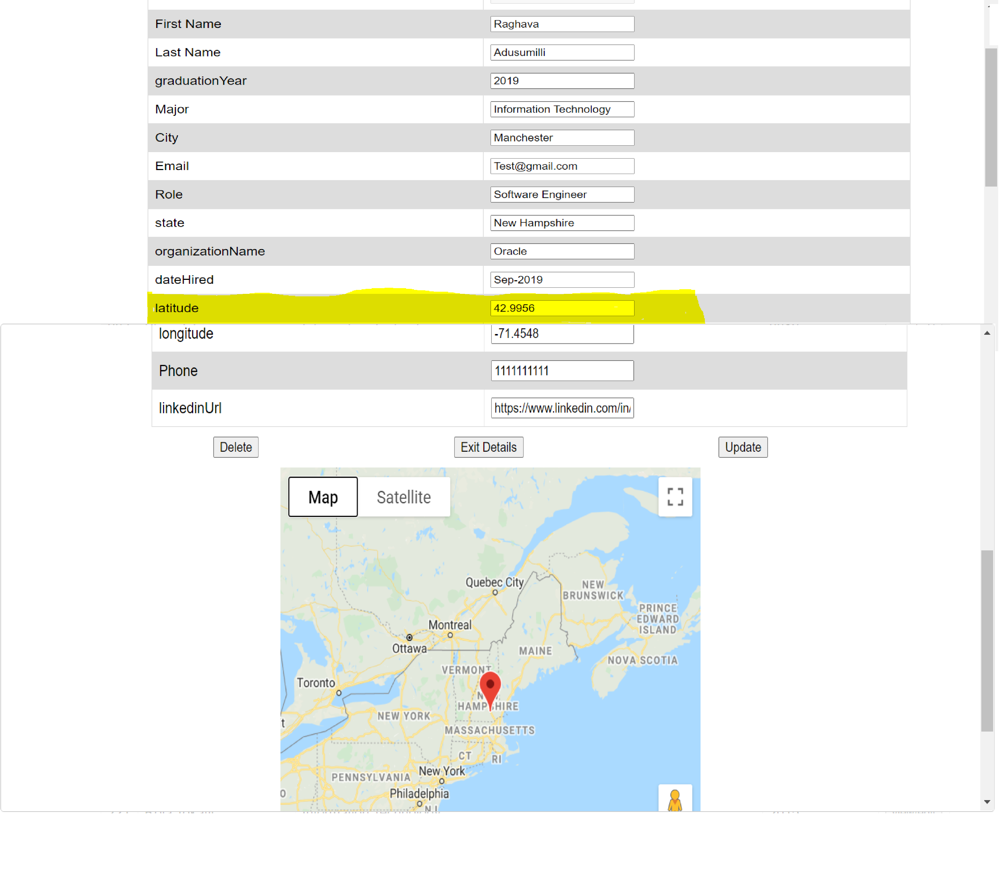 First Name Raghava
Last Name Adusumilli
graduationYear 2019
Major Information Technology
City Manchester
Email Test@gmail.com
Role Software Engineer
state New Hampshire
organizationName Oracle
dateHired Sep-2019
latitude 42.9956
longitude -71.4548
Phone 1111111111
linkedinUrl https://www.linkedin.com/in/
Delete Exit Details Update
Map Satellite
Quebec City
NEW
BRUNSWICK
PRINCE
EDWARD
ISLAND
Montreal
Ottawa
MAINE
NOVA SCOTIA
VERMONT
Toronto
HAMPSHIRE
NEW YORK
MASSACHUSETTS
CT
RI
New York
PENNSYLVANIA
Philadelphia
NJ